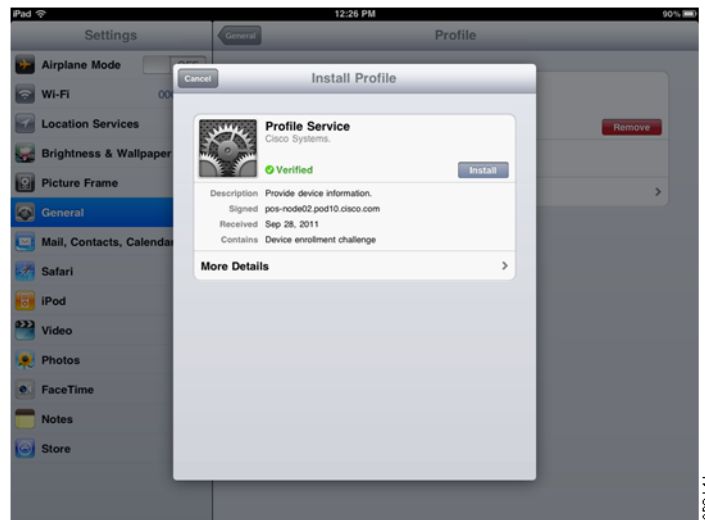 iPad 12:26 PM 90%
Settings General Profile
Airplane Mode
Cancel Install Profile
Wi-Fi
Location Services
Profile Service
Cisco Systems.
Remove
Brightness & Wallpaper
Verified Install
Picture Frame
Description Provide device information.
General
Signed pos-node02.pod10.cisco.com
Received Sep 28, 2011
Mail, Contacts, Calendar
Contains Device enrollment challenge
Safari
More Details
iPod
Video
Photos
FaceTime
Notes
Store